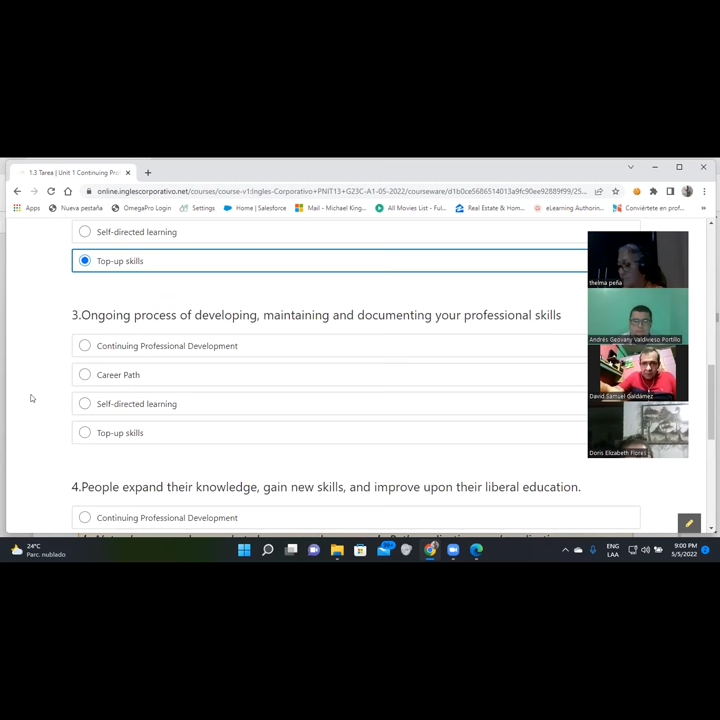 1.3 Tarea | Unit 1 Continuing Pro
online.inglescorporativo.net/courses/course-v1:Ingles-Corporativo+PNIT13+G23C-A1-05-2022/courseware/d1b0ce5686514013a9fc90ee92889f99/25...
Apps Nueva pestaña OmegaPro Login Settings Home | Salesforce Mail - Michael King... All Movies List - Ful... Real Estate & Hom... eLearning Authorin... Conviértete en prof...
Self-directed learning
Top-up skills
thelma peña
3.Ongoing process of developing, maintaining and documenting your professional skills
Andrés Geovany Valdivieso Portillo
Continuing Professional Development
Career Path
David Samuel Galdámez
Self-directed learning
Top-up skills
Doris Elizabeth Flores
4.People expand their knowledge, gain new skills, and improve upon their liberal education.
Continuing Professional Development
24°C
Parc. nublado
ENG
LAA
9:00 PM
5/5/2022